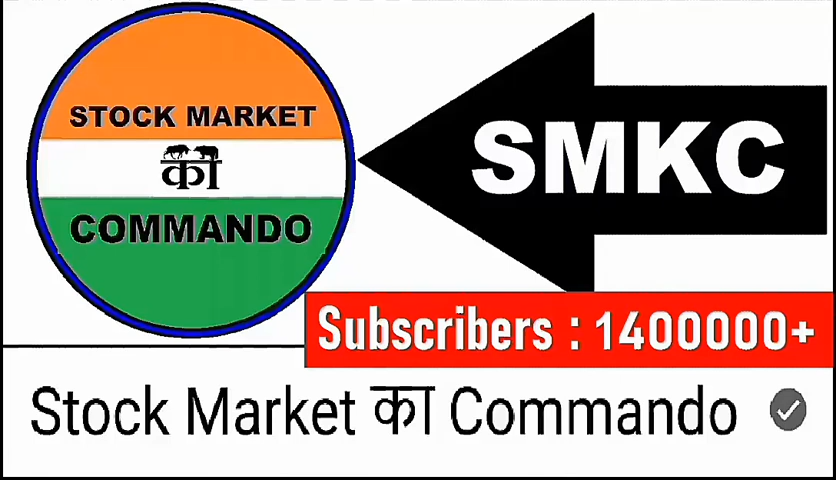 STOCK MARKET
का
COMMANDO
SMKC
Subscribers : 1400000+
Stock Market का Commando